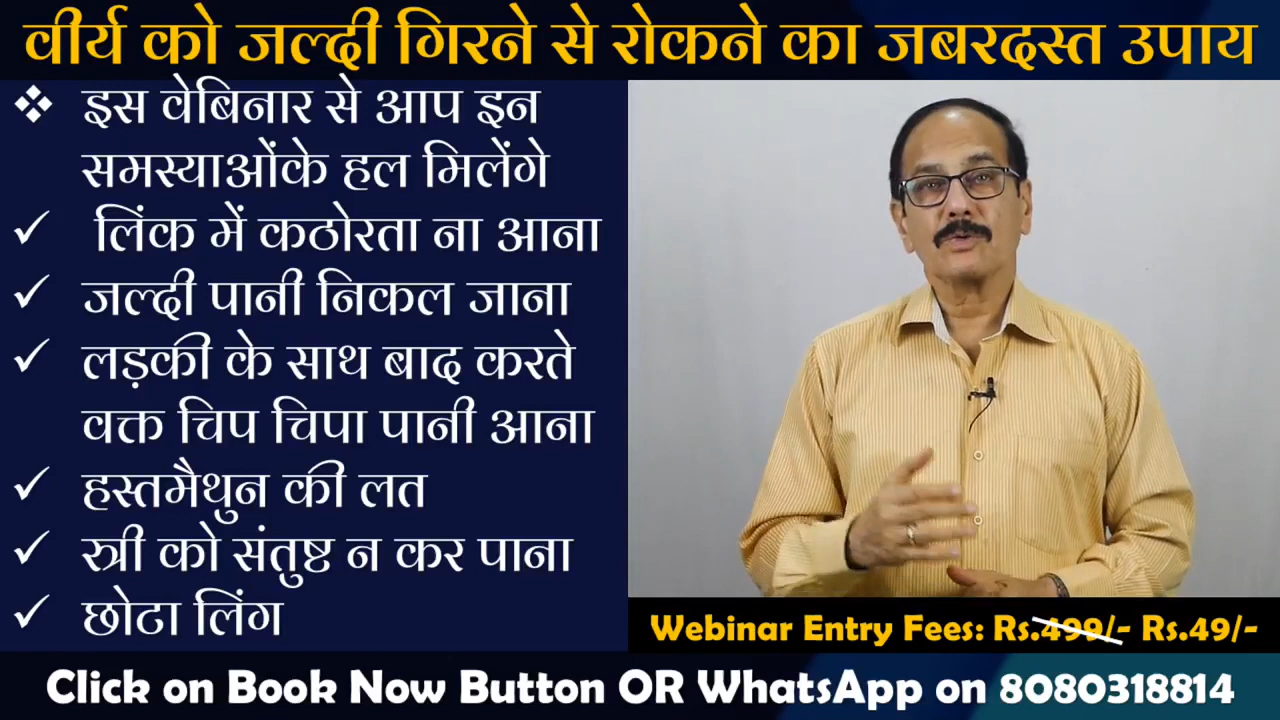 वीर्य को जल्दी गिरने से रोकने का जबरदस्त उपाय
❖ इस वेबिनार से आप इन
समस्याओंके हल मिलेंगे
✓ लिंक में कठोरता ना आना
✓ जल्दी पानी निकल जाना
✓ लड़की के साथ बाद करते
वक्त चिप चिपा पानी आना
✓ हस्तमैथुन की लत
✓ स्त्री को संतुष्ट न कर पाना
✓ छोटा लिंग
Webinar Entry Fees: Rs.499/- Rs.49/-
Click on Book Now Button OR WhatsApp on 8080318814